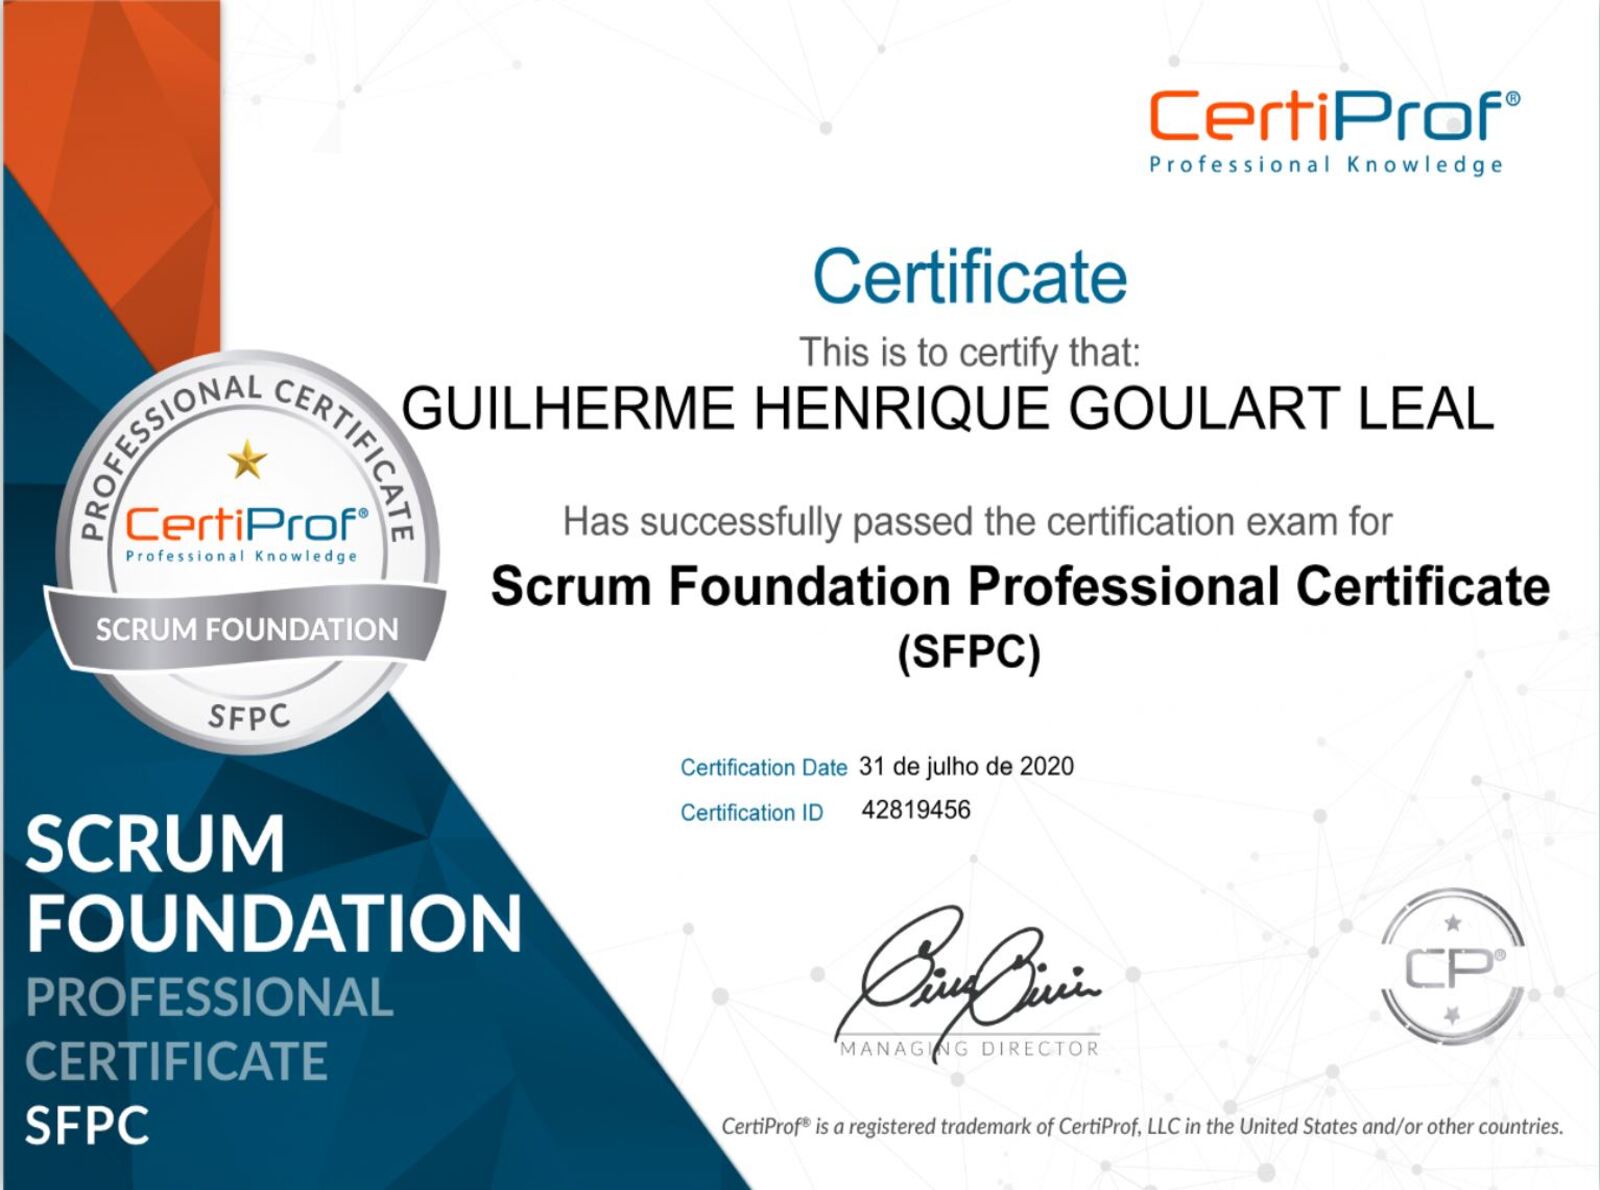 CertiProf®
Professional Knowledge
Certificate
This is to certify that:
GUILHERME HENRIQUE GOULART LEAL
Has successfully passed the certification exam for
Scrum Foundation Professional Certificate
(SFPC)
PROFESSIONAL CERTIFICATE
CertiProf®
Professional Knowledge
SCRUM FOUNDATION
SFPC
Certification Date 31 de julho de 2020
Certification ID 42819456
SCRUM
FOUNDATION
PROFESSIONAL
CERTIFICATE
SFPC
MANAGING DIRECTOR
CP®
CertiProf® is a registered trademark of CertiProf, LLC in the United States and/or other countries.